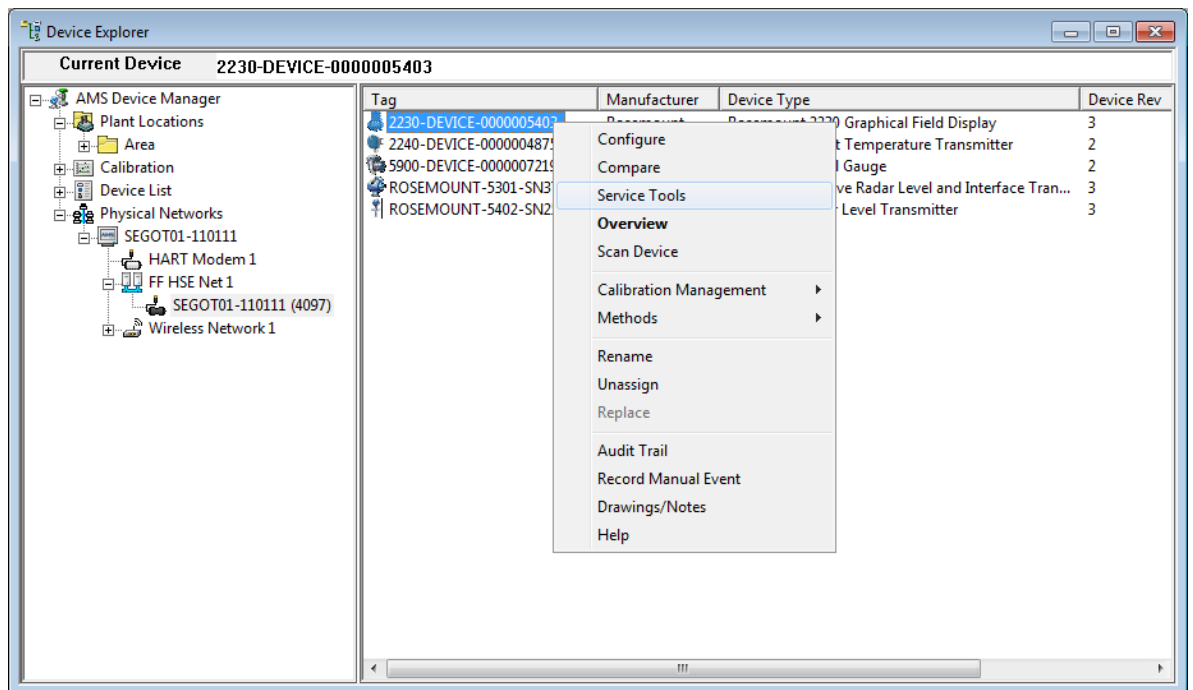 Device Explorer
Current Device 2230-DEVICE-0000005403
AMS Device Manager
Plant Locations
Area
Calibration
Device List
Physical Networks
SEGOT01-110111
HART Modem 1
FF HSE Net 1
SEGOT01-110111 (4097)
Wireless Network 1
Tag Manufacturer Device Type Device Rev
2230-DEVICE-0000005403 Rosemount Rosemount 2230 Graphical Field Display 3
2240-DEVICE-000000487 t Temperature Transmitter 2
5900-DEVICE-0000007219 l Gauge 2
ROSEMOUNT-5301-SN3 ve Radar Level and Interface Tran... 3
ROSEMOUNT-5402-SN2 Level Transmitter 3
Configure
Compare
Service Tools
Overview
Scan Device
Calibration Management
Methods
Rename
Unassign
Replace
Audit Trail
Record Manual Event
Drawings/Notes
Help